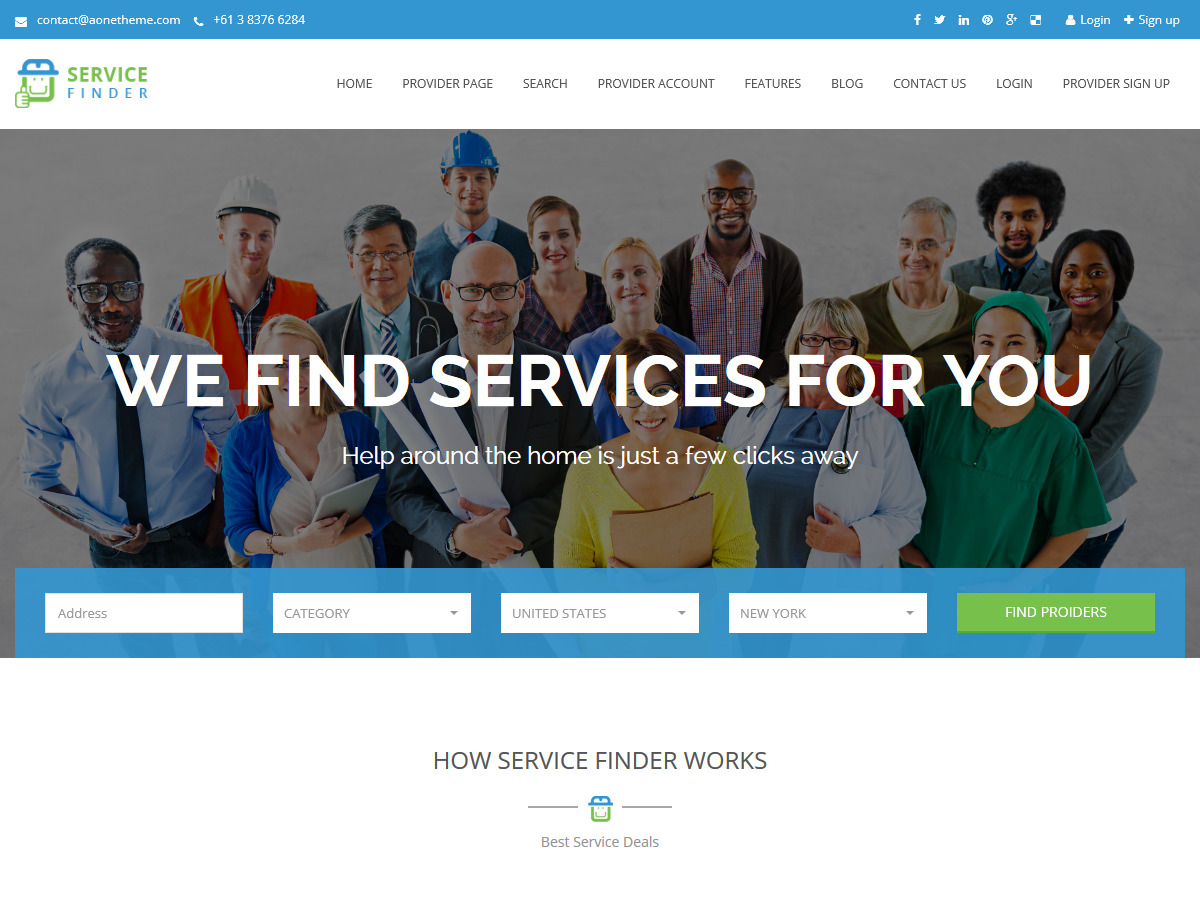 contact@aonetheme.com +61 3 8376 6284 Login Sign up
SERVICE
FINDER
HOME PROVIDER PAGE SEARCH PROVIDER ACCOUNT FEATURES BLOG CONTACT US LOGIN PROVIDER SIGN UP
WE FIND SERVICES FOR YOU
Help around the home is just a few clicks away
Address CATEGORY UNITED STATES NEW YORK FIND PROIDERS
HOW SERVICE FINDER WORKS
Best Service Deals